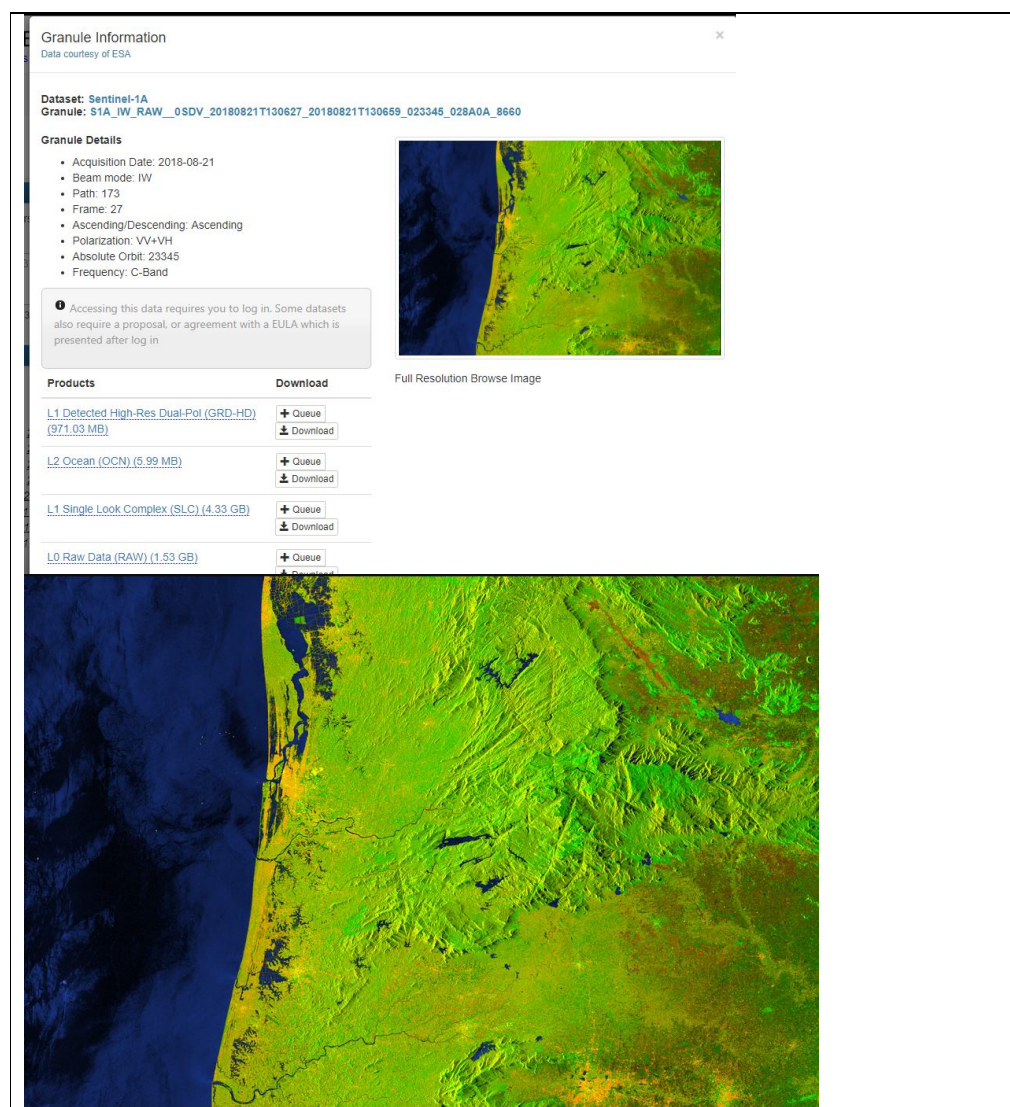 Granule Information
Data courtesy of ESA
Dataset: Sentinel-1A
Granule: S1A_IW_RAW__0SDV_20180821T130627_20180821T130659_023345_028A0A_8660
Granule Details
Acquisition Date: 2018-08-21
Beam mode: IW
Path: 173
Frame: 27
Ascending/Descending: Ascending
Polarization: VV+VH
Absolute Orbit: 23345
Frequency: C-Band
Accessing this data requires you to log in. Some datasets
also require a proposal, or agreement with a EULA which is
presented after log in
Full Resolution Browse Image
Products Download
L1 Detected High-Res Dual-Pol (GRD-HD)
(971.03 MB)
Queue
Download
L2 Ocean (OCN) (5.99 MB)
Queue
Download
L1 Single Look Complex (SLC) (4.33 GB)
Queue
Download
L0 Raw Data (RAW) (1.53 GB)
Queue
Download